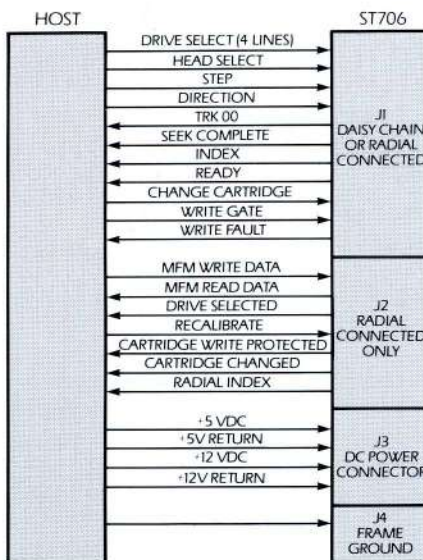 HOST
ST706
DRIVE SELECT (4 LINES)
HEAD SELECT
STEP
DIRECTION
TRK 00
SEEK COMPLETE
INDEX
READY
CHANGE CARTRIDGE
WRITE GATE
WRITE FAULT
J1
DAISY CHAIN
OR RADIAL
CONNECTED
MFM WRITE DATA
MFM READ DATA
DRIVE SELECTED
RECALIBRATE
CARTRIDGE WRITE PROTECTED
CARTRIDGE CHANGED
RADIAL INDEX
J2
RADIAL
CONNECTED
ONLY
+5 VDC
+5V RETURN
+12 VDC
+12V RETURN
J3
DC POWER
CONNECTOR
J4
FRAME
GROUND